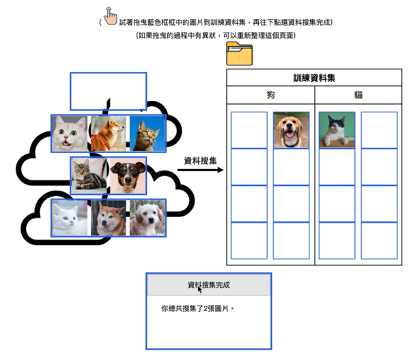 ( 試著拖曳藍色框框中的圖片到訓練資料集，再往下點選資料搜集完成)
(如果拖曳的過程中有異狀，可以重新整理這個頁面)
訓練資料集
狗 貓
資料搜集
資料搜集完成
你總共搜集了2張圖片。